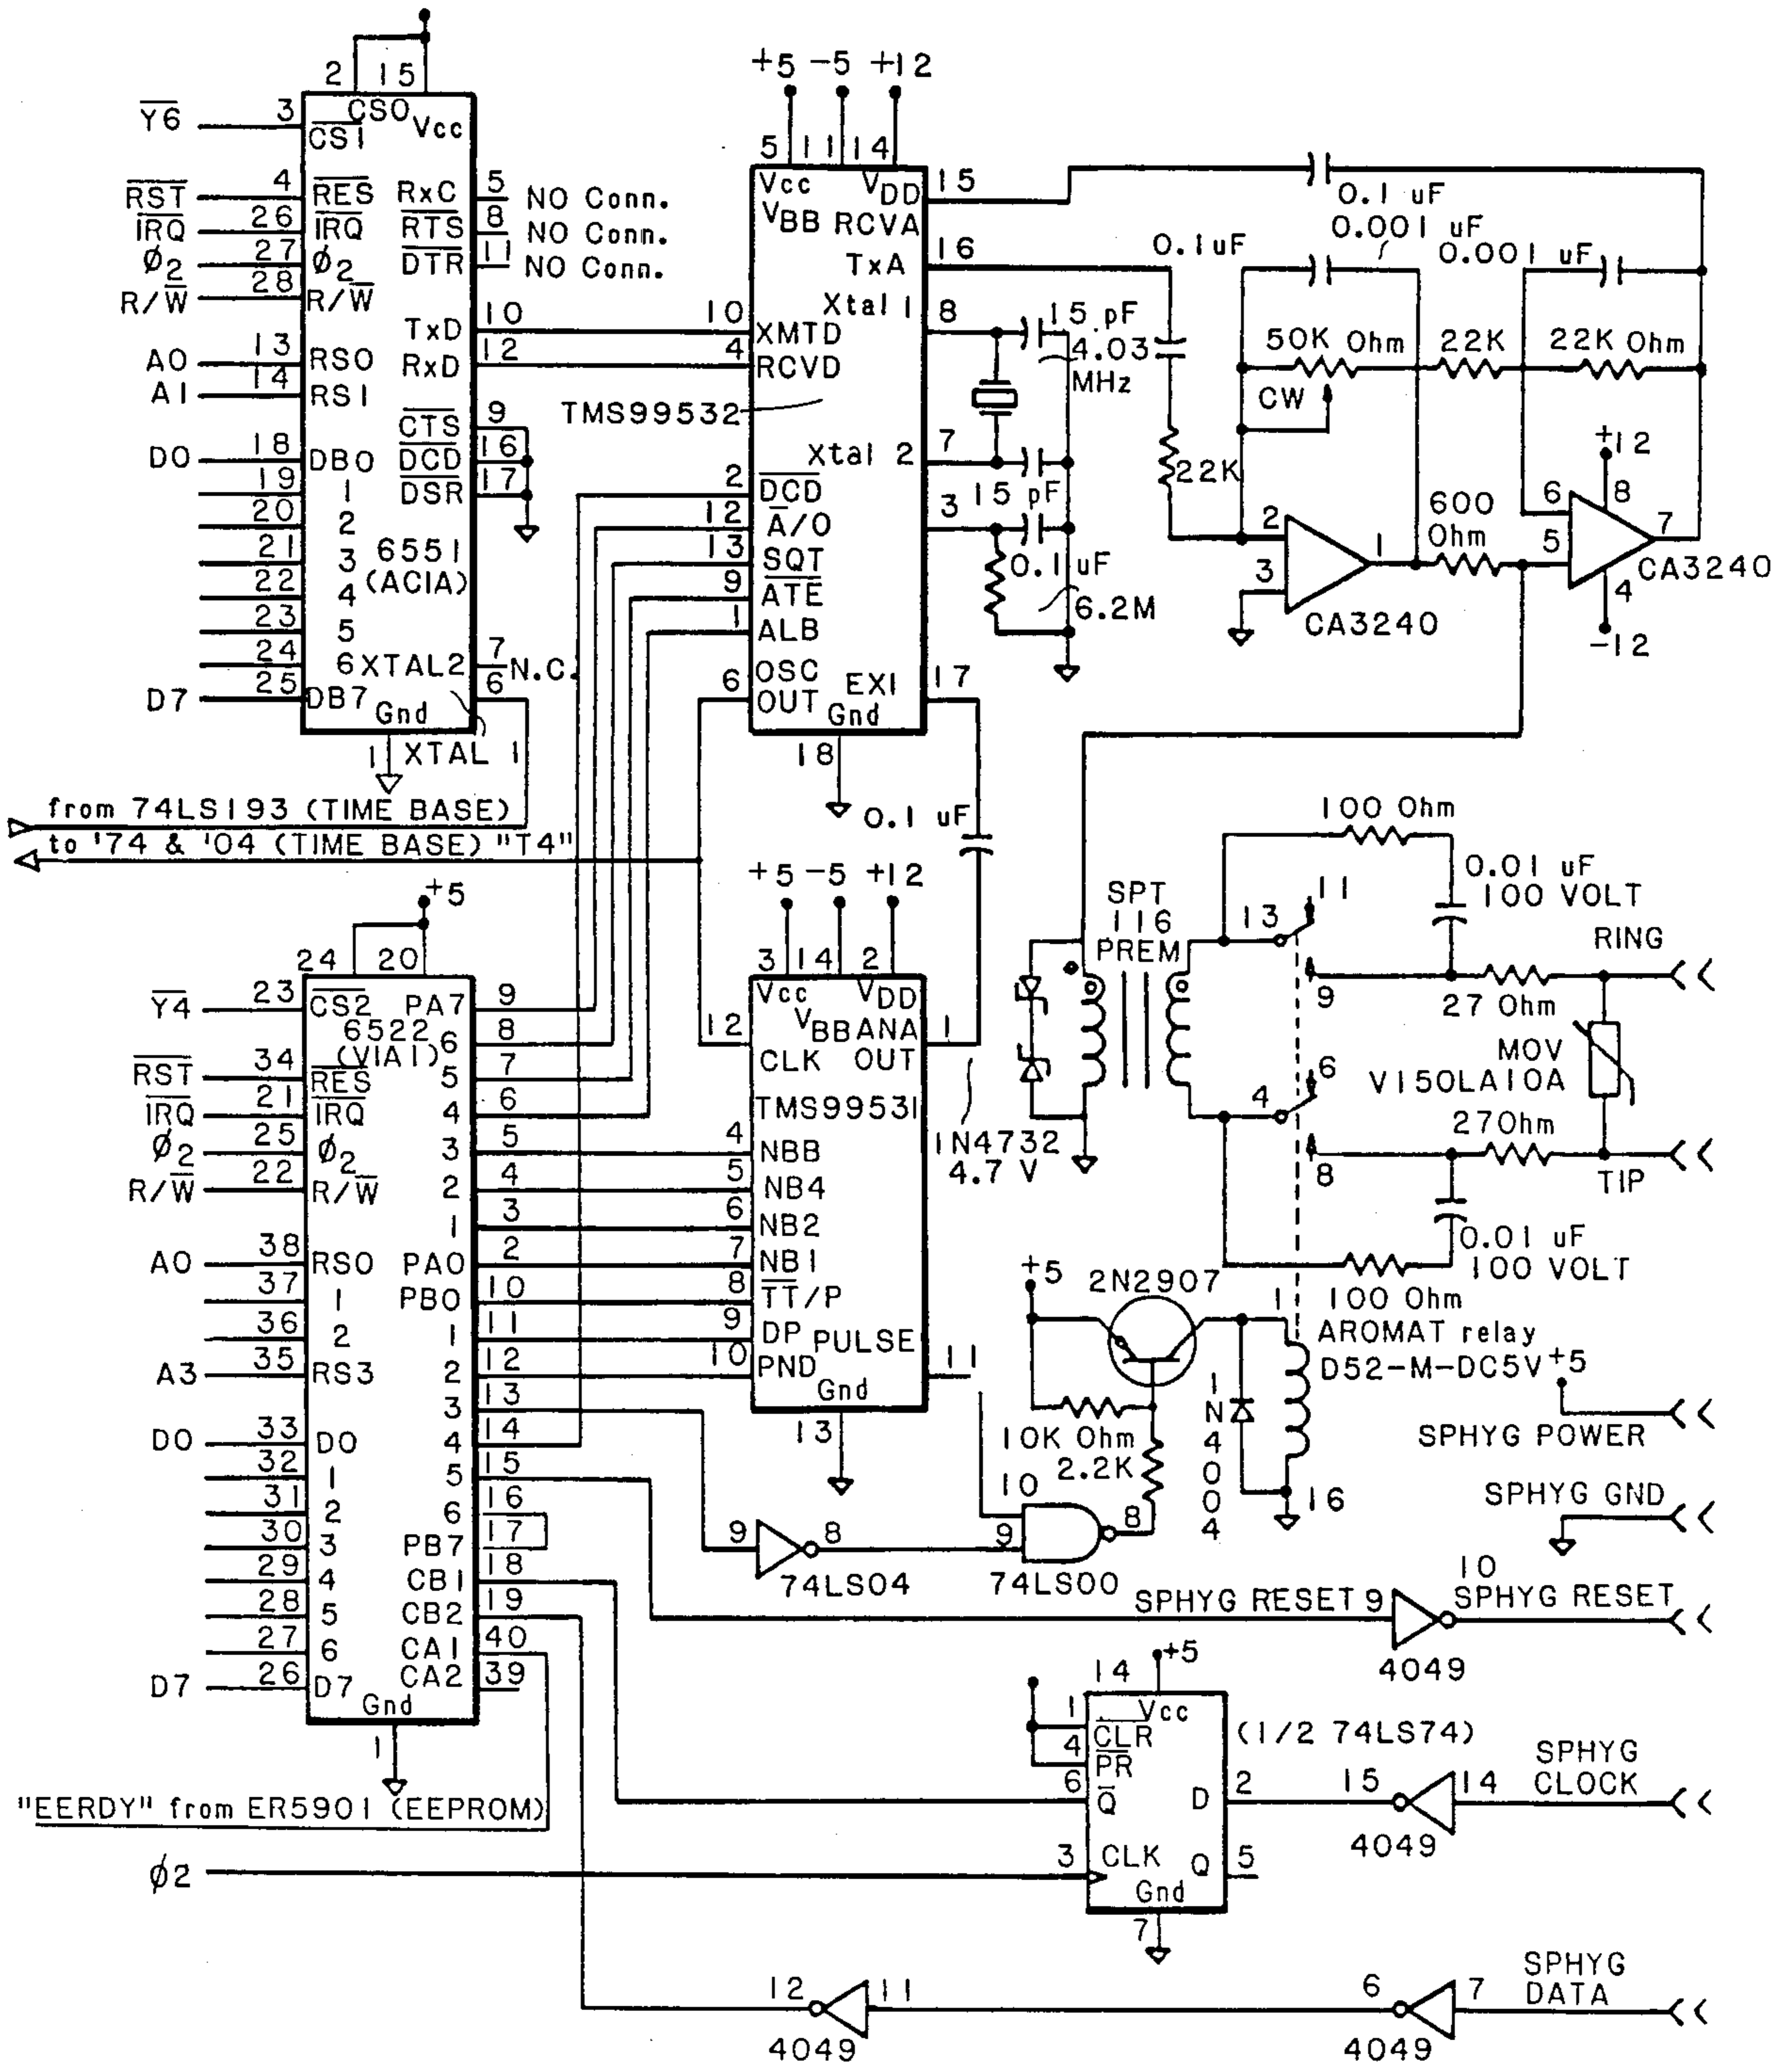 2 15
CS0
Vcc
Y6 3 CS1
RST 4 RES
IRQ 26 IRQ
ϕ2 27 ϕ2
R/W 28 R/W
A0 13 RS0
A1 14 RS1
D0 18 DB0
19 1
20 2
21 3
22 4
23 5
24 6
D7 25 DB7
6551
(ACIA)
RxC 5 NO Conn.
RTS 8 NO Conn.
DTR 11 NO Conn.
TxD 10
RxD 12
CTS 9
DCD 16
DSR 17
XTAL2 7 N.C.
6
Gnd
1 XTAL 1
from 74LS193 (TIME BASE)
to '74 & '04 (TIME BASE) "T4"
+5 -5 +12
5 11 14
Vcc VDD
VBB RCVA 15
TxA 16
Xtal 1 8
10 XMTD
4 RCVD
TMS99532
Xtal 2 7
2 DCD
12 A/O
13 SQT
9 ATE
1 ALB
6 OSC OUT
3
EXI 17
Gnd
18
15 pF
4.03 MHz
15 pF
0.1 uF
6.2M
0.1 uF
0.1 uF
0.1uF
0.001 uF
0.001 uF
50K Ohm
22K
22K Ohm
CW
22K
2
3
1
CA3240
600 Ohm
+12
6
8
5
7
4
CA3240
-12
+5
24 20
Y4 23 CS2
6522
(VIA1)
RST 34 RES
IRQ 21 IRQ
ϕ2 25 ϕ2
R/W 22 R/W
A0 38 RS0
37 1
36 2
A3 35 RS3
D0 33 D0
32 1
31 2
30 3
29 4
28 5
27 6
D7 26 D7
PA7 9
6 8
5 7
4 6
3 5
2 4
1 3
PA0 2
PB0 10
1 11
2 12
3 13
4 14
5 15
6 16
PB7 17
CB1 18
CB2 19
CA1 40
CA2 39
Gnd
1
"EERDY" from ER5901 (EEPROM)
ϕ2
+5 -5 +12
3 14 2
Vcc VDD
VBB ANA OUT 1
12 CLK
TMS99531
4 NBB
5 NB4
6 NB2
7 NB1
8 TT/P
9 DP PULSE
10 PND
11
Gnd
13
1N4732
4.7 V
SPT
116
PREM
100 Ohm
0.01 uF
100 VOLT
13
11
9
RING
27 Ohm
MOV
V150LA10A
4
6
8
27Ohm
TIP
0.01 uF
100 VOLT
100 Ohm
+5
2N2907
1
AROMAT relay
D52-M-DC5V
10K Ohm
2.2K
1N4004
16
10
9
8
74LS00
9
8
74LS04
+5
SPHYG POWER
SPHYG GND
SPHYG RESET 9
10
SPHYG RESET
4049
14 +5
1 CLR
Vcc
4 PR
6 Q
D 2
3 CLK
Q 5
Gnd
7
(1/2 74LS74)
15
14
SPHYG
CLOCK
4049
12
11
4049
6
7
SPHYG
DATA
4049